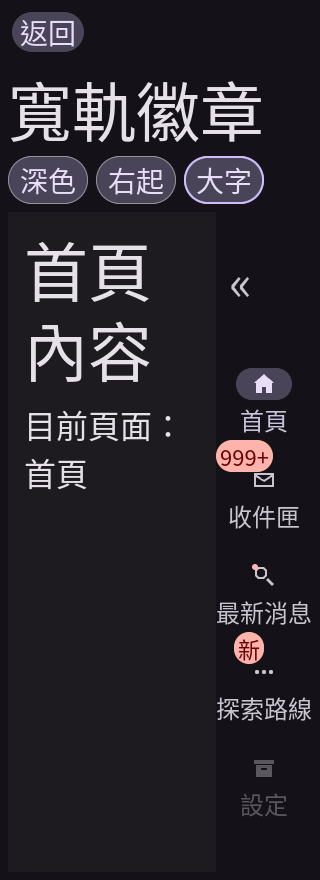 返回
寬軌徽章
深色 右起 大字
首頁
內容
目前頁面：
首頁
«
首頁
999+
收件匣
最新消息
新
探索路線
設定